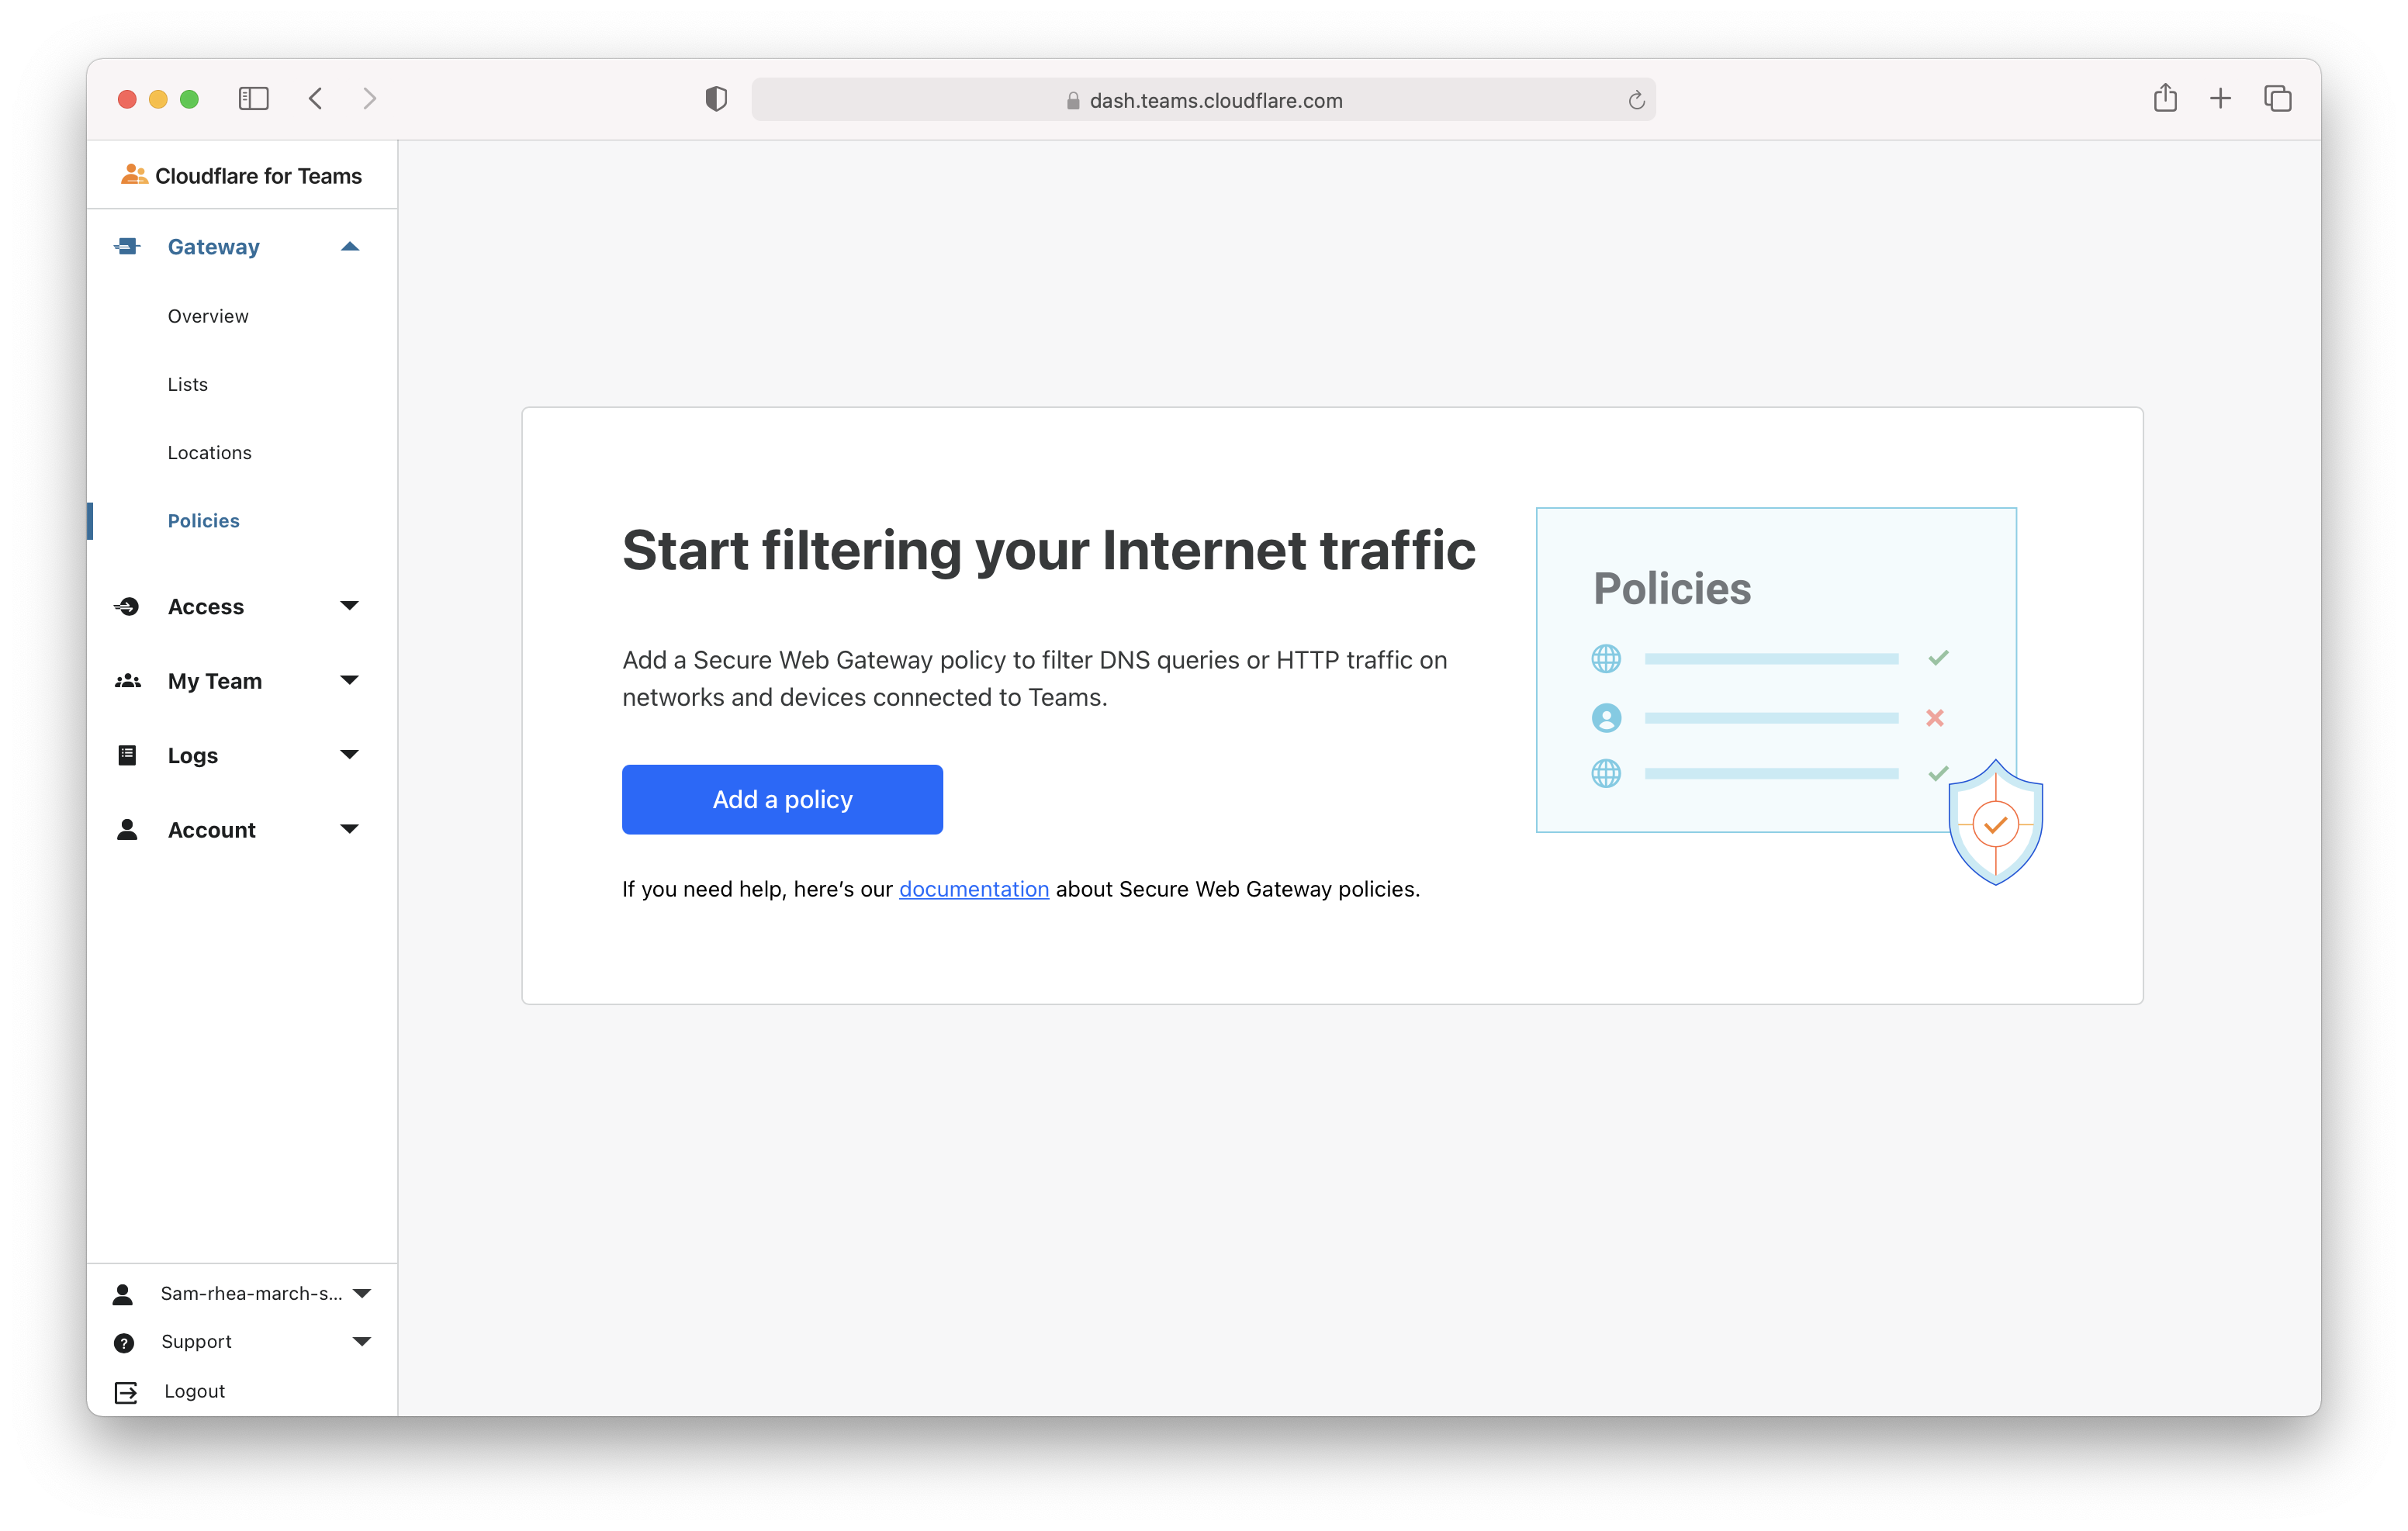 dash.teams.cloudflare.com
Cloudflare for Teams
Gateway
Overview
Lists
Locations
Policies
Access
My Team
Logs
Account
Sam-rhea-march-s...
Support
Logout
Start filtering your Internet traffic
Add a Secure Web Gateway policy to filter DNS queries or HTTP traffic on
networks and devices connected to Teams.
Add a policy
If you need help, here’s our documentation about Secure Web Gateway policies.
Policies